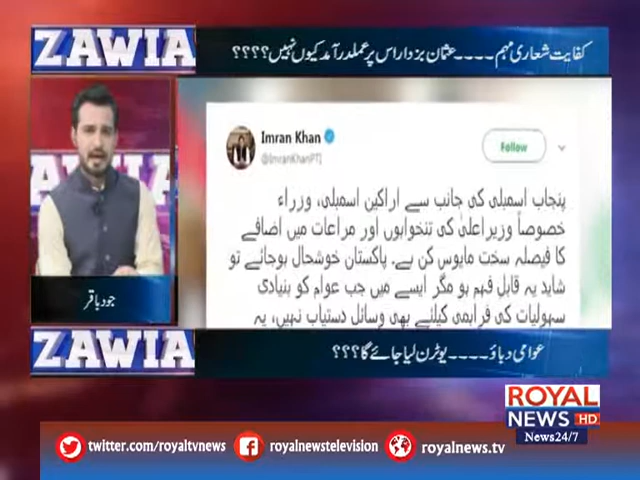 ZAWIA
کفایت شعاری مہم ۔۔۔۔ عثمان بزدار اس پر عملدرآمد کیوں نہیں ؟؟؟؟
Imran Khan
@ImranKhanPTI
Follow
پنجاب اسمبلی کی جانب سے اراکین اسمبلی، وزراء
خصوصاً وزیراعلیٰ کی تنخواہوں اور مراعات میں اضافے
کا فیصلہ سخت مایوس کن ہے۔ پاکستان خوشحال ہوجائے تو
شاید یہ قابلِ فہم ہو مگر ایسے میں جب عوام کو بنیادی
سہولیات کی فراہمی کیلئے بھی وسائل دستیاب نہیں، یہ
جود باقر
ZAWIA
عوامی دباؤ ۔۔۔۔ یوٹرن لیا جائے گا ؟؟؟
ROYAL
NEWS HD
News24/7
twitter.com/royaltvnews
royalnewstelevision
royalnews.tv